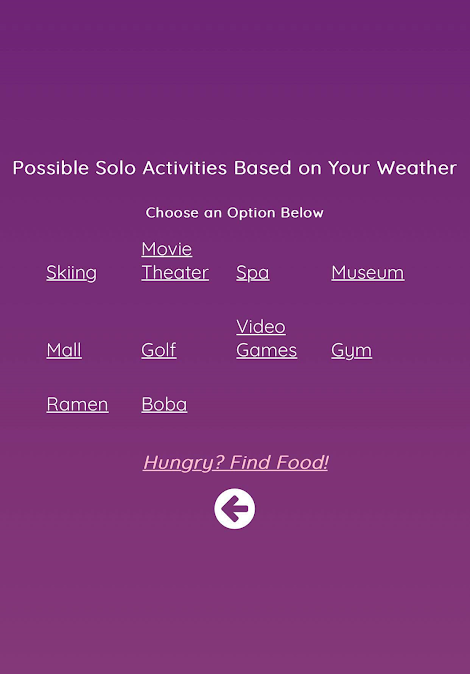 Possible Solo Activities Based on Your Weather
Choose an Option Below
Skiing
Movie
Theater
Spa
Museum
Mall
Golf
Video
Games
Gym
Ramen
Boba
Hungry? Find Food!